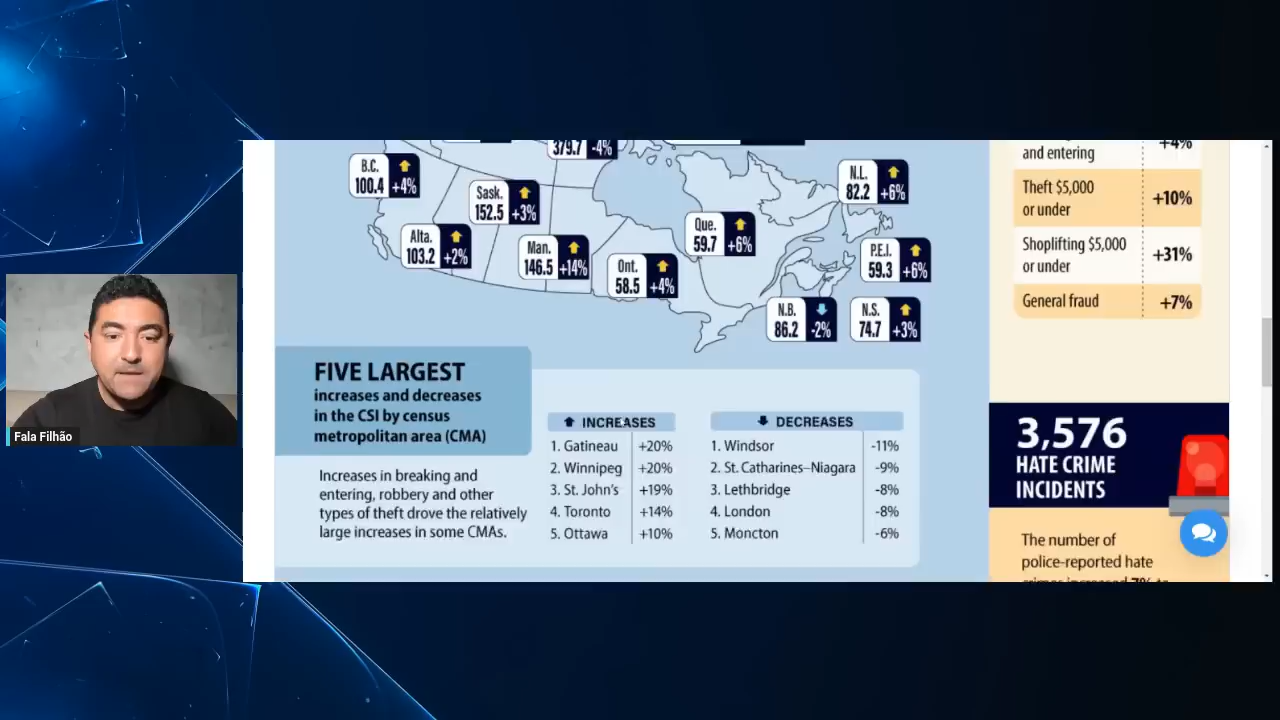 379.7 -4%
B.C.
100.4 +4%
Sask.
152.5 +3%
Alta.
103.2 +2%
Man.
146.5 +14%
Ont.
58.5 +4%
Que.
59.7 +6%
N.L.
82.2 +6%
P.E.I.
59.3 +6%
N.B.
86.2 -2%
N.S.
74.7 +3%
FIVE LARGEST
increases and decreases
in the CSI by census
metropolitan area (CMA)
Increases in breaking and
entering, robbery and other
types of theft drove the relatively
large increases in some CMAs.
INCREASES
1. Gatineau +20%
2. Winnipeg +20%
3. St. John's +19%
4. Toronto +14%
5. Ottawa +10%
DECREASES
1. Windsor -11%
2. St. Catharines–Niagara -9%
3. Lethbridge -8%
4. London -8%
5. Moncton -6%
and entering +4%
Theft $5,000
or under +10%
Shoplifting $5,000
or under +31%
General fraud +7%
3,576
HATE CRIME
INCIDENTS
The number of
police-reported hate
crimes increased 7% to
Fala Filhão